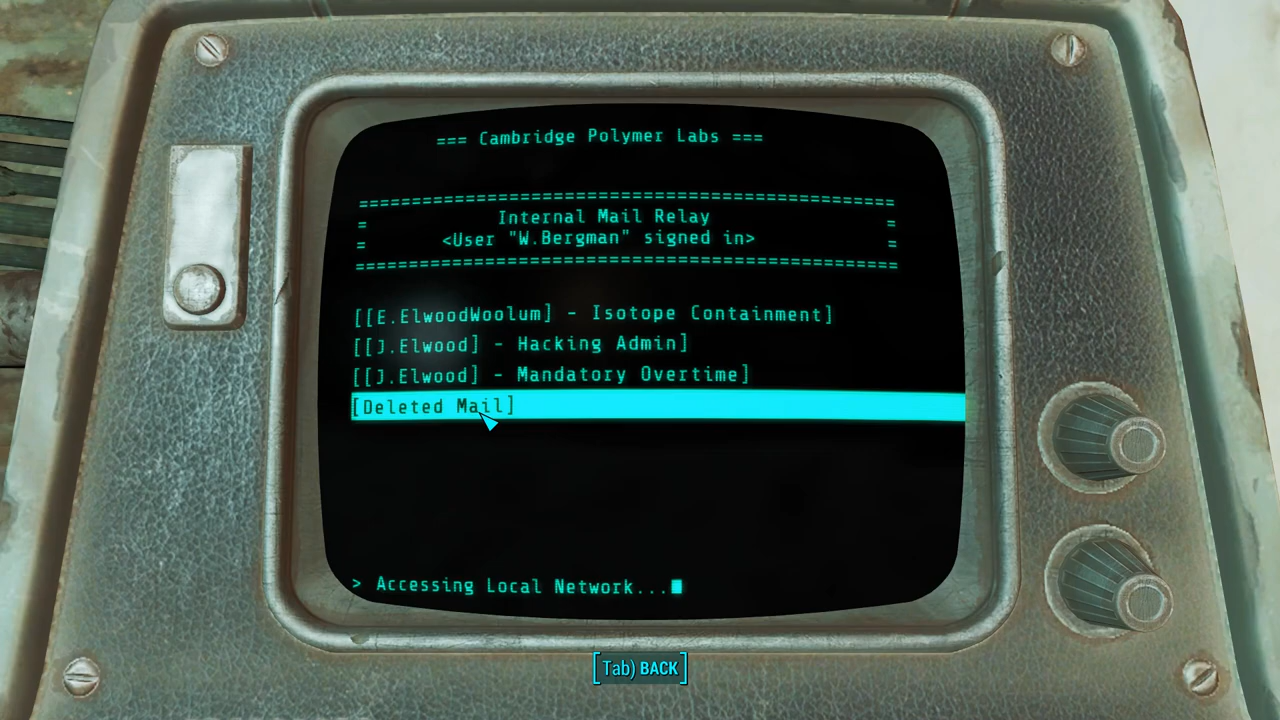 === Cambridge Polymer Labs ===
===================================================
= Internal Mail Relay =
= <User "W.Bergman" signed in> =
===================================================
[[E.ElwoodWoolum] - Isotope Containment]
[[J.Elwood] - Hacking Admin]
[[J.Elwood] - Mandatory Overtime]
[Deleted Mail]
> Accessing Local Network...
[Tab) BACK]